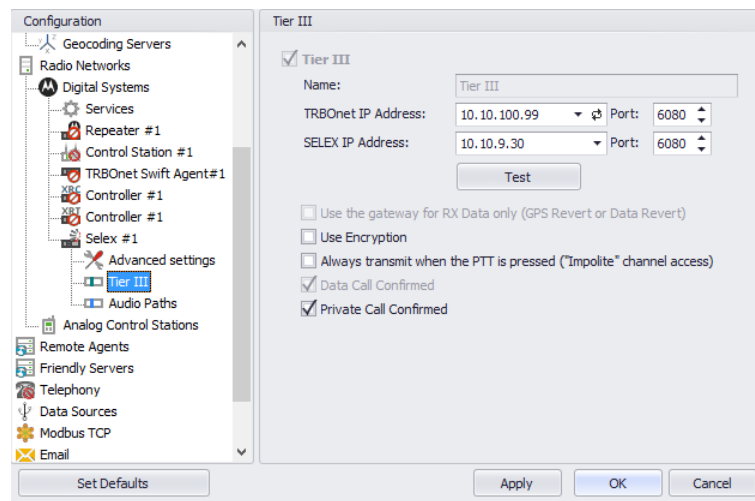 Configuration
Geocoding Servers
Radio Networks
Digital Systems
Services
Repeater #1
Control Station #1
TRBOnet Swift Agent#1
XRC Controller #1
XRT Controller #1
Selex #1
Advanced settings
Tier III
Audio Paths
Analog Control Stations
Remote Agents
Friendly Servers
Telephony
Data Sources
Modbus TCP
Email
Set Defaults
Tier III
Tier III
Name: Tier III
TRBOnet IP Address: 10.10.100.99 Port: 6080
SELEX IP Address: 10.10.9.30 Port: 6080
Test
Use the gateway for RX Data only (GPS Revert or Data Revert)
Use Encryption
Always transmit when the PTT is pressed ("Impolite" channel access)
Data Call Confirmed
Private Call Confirmed
Apply OK Cancel